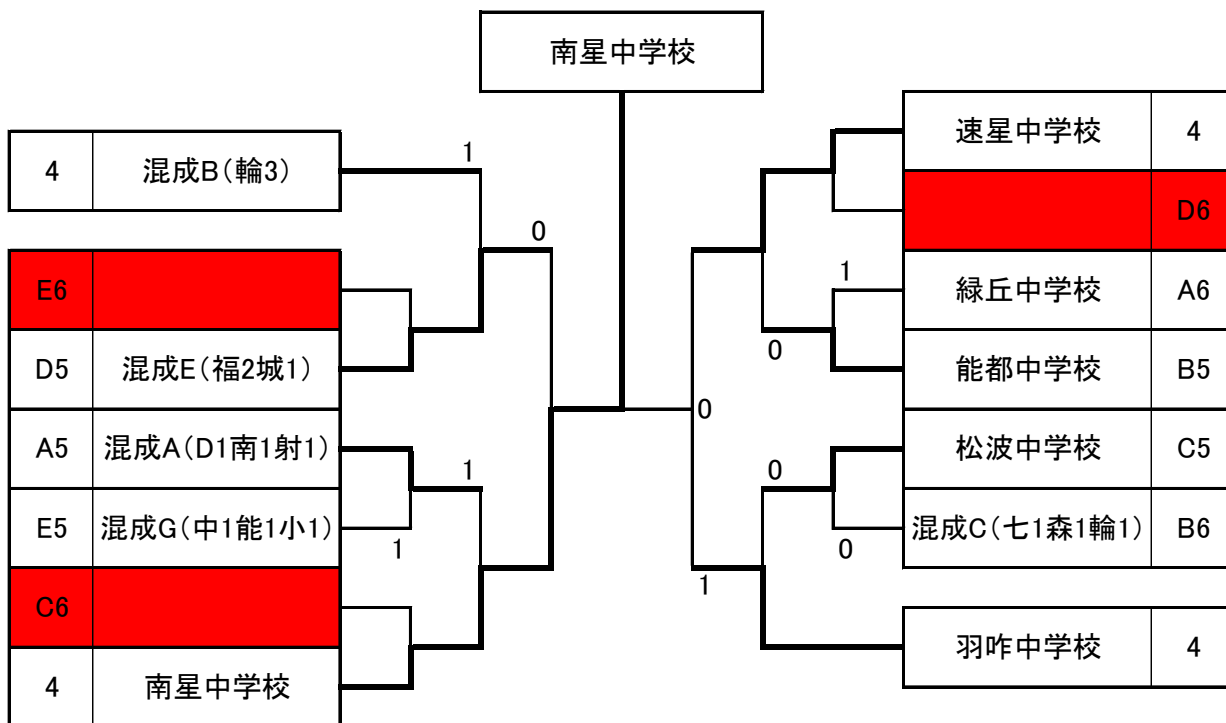 南星中学校
4 混成B(輪3)
E6
D5 混成E(福2城1)
A5 混成A(D1南1射1)
E5 混成G(中1能1小1)
C6
4 南星中学校
1
0
1
1
速星中学校 4
D6
緑丘中学校 A6
能都中学校 B5
松波中学校 C5
混成C(七1森1輪1) B6
羽咋中学校 4
1
0
0
0
0
1